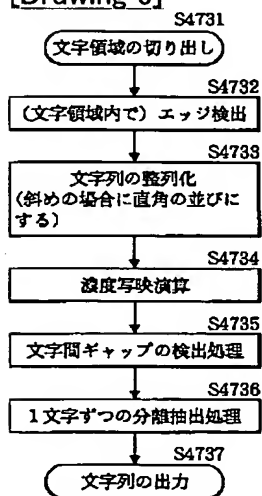 S4731
文字領域の切り出し
S4732
(文字領域内で) エッジ検出
S4733
文字列の整列化
(斜めの場合に直角の並びに
する)
S4734
濃度写映演算
S4735
文字間ギャップの検出処理
S4736
1文字ずつの分離抽出処理
S4737
文字列の出力